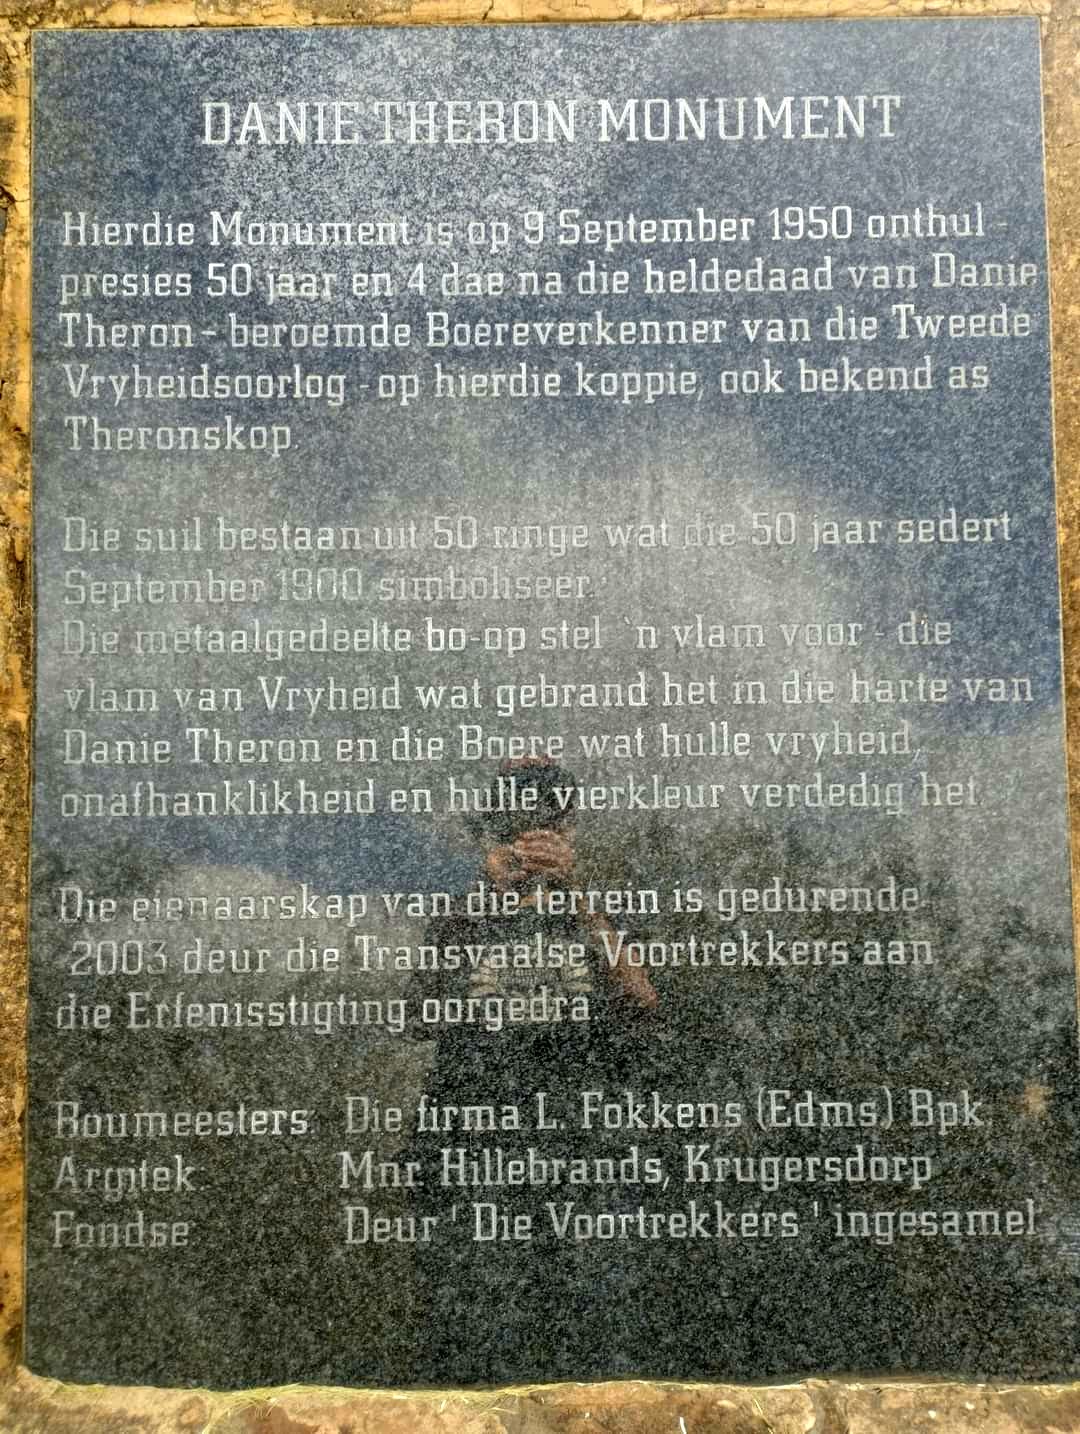 DANIE THERON MONUMENT
Hierdie Monument is op 9 September 1950 onthul -
presies 50 jaar en 4 dae na die heldedaad van Danie
Theron - beroemde Boereverkenner van die Tweede
Vryheidsoorlog - op hierdie koppie, ook bekend as
Theronskop.
Die suil bestaan uit 50 ringe wat die 50 jaar sedert
September 1900 simboliseer.
Die metaalgedeelte bo-op stel `n vlam voor - die
vlam van Vryheid wat gebrand het in die harte van
Danie Theron en die Boere wat hulle vryheid,
onafhanklikheid en hulle vierkleur verdedig het.
Die eienaarskap van die terrein is gedurende
2003 deur die Transvaalse Voortrekkers aan
die Erfenisstigting oorgedra
Boumeesters: Die firma L. Fokkens (Edms) Bpk.
Argitek: Mnr Hillebrands, Krugersdorp
Fondse Deur ' Die Voortrekkers ' ingesamel